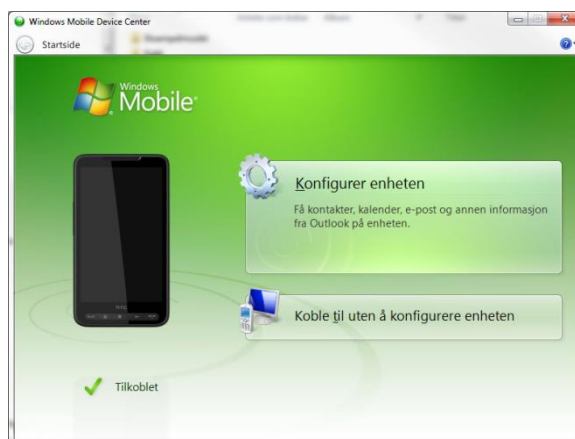 Windows Mobile Device Center
Startside
Windows
Mobile
Konfigurer enheten
Få kontakter, kalender, e-post og annen informasjon
fra Outlook på enheten.
Koble til uten å konfigurere enheten
Tilkoblet